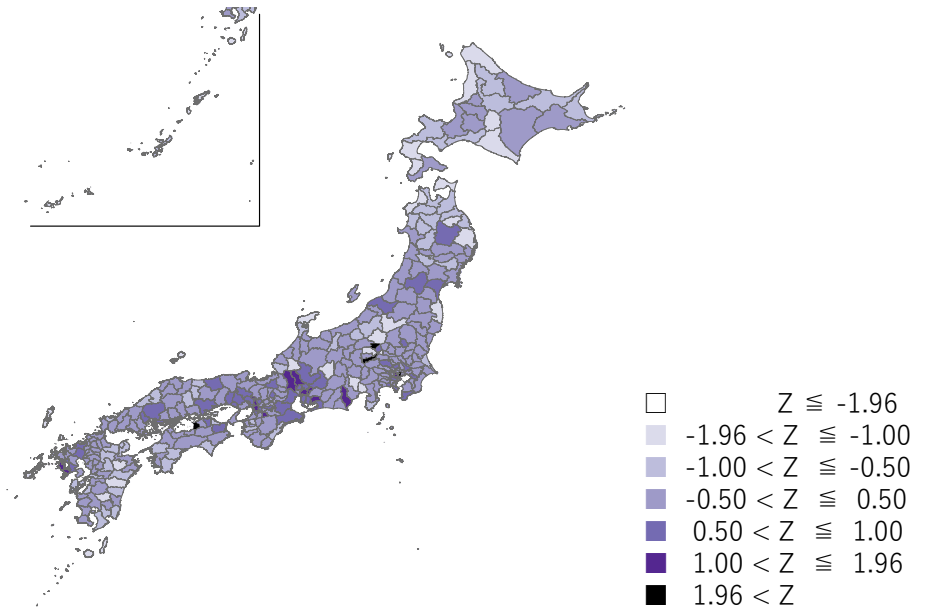 Z ≦ -1.96
-1.96 < Z ≦ -1.00
-1.00 < Z ≦ -0.50
-0.50 < Z ≦ 0.50
0.50 < Z ≦ 1.00
1.00 < Z ≦ 1.96
1.96 < Z